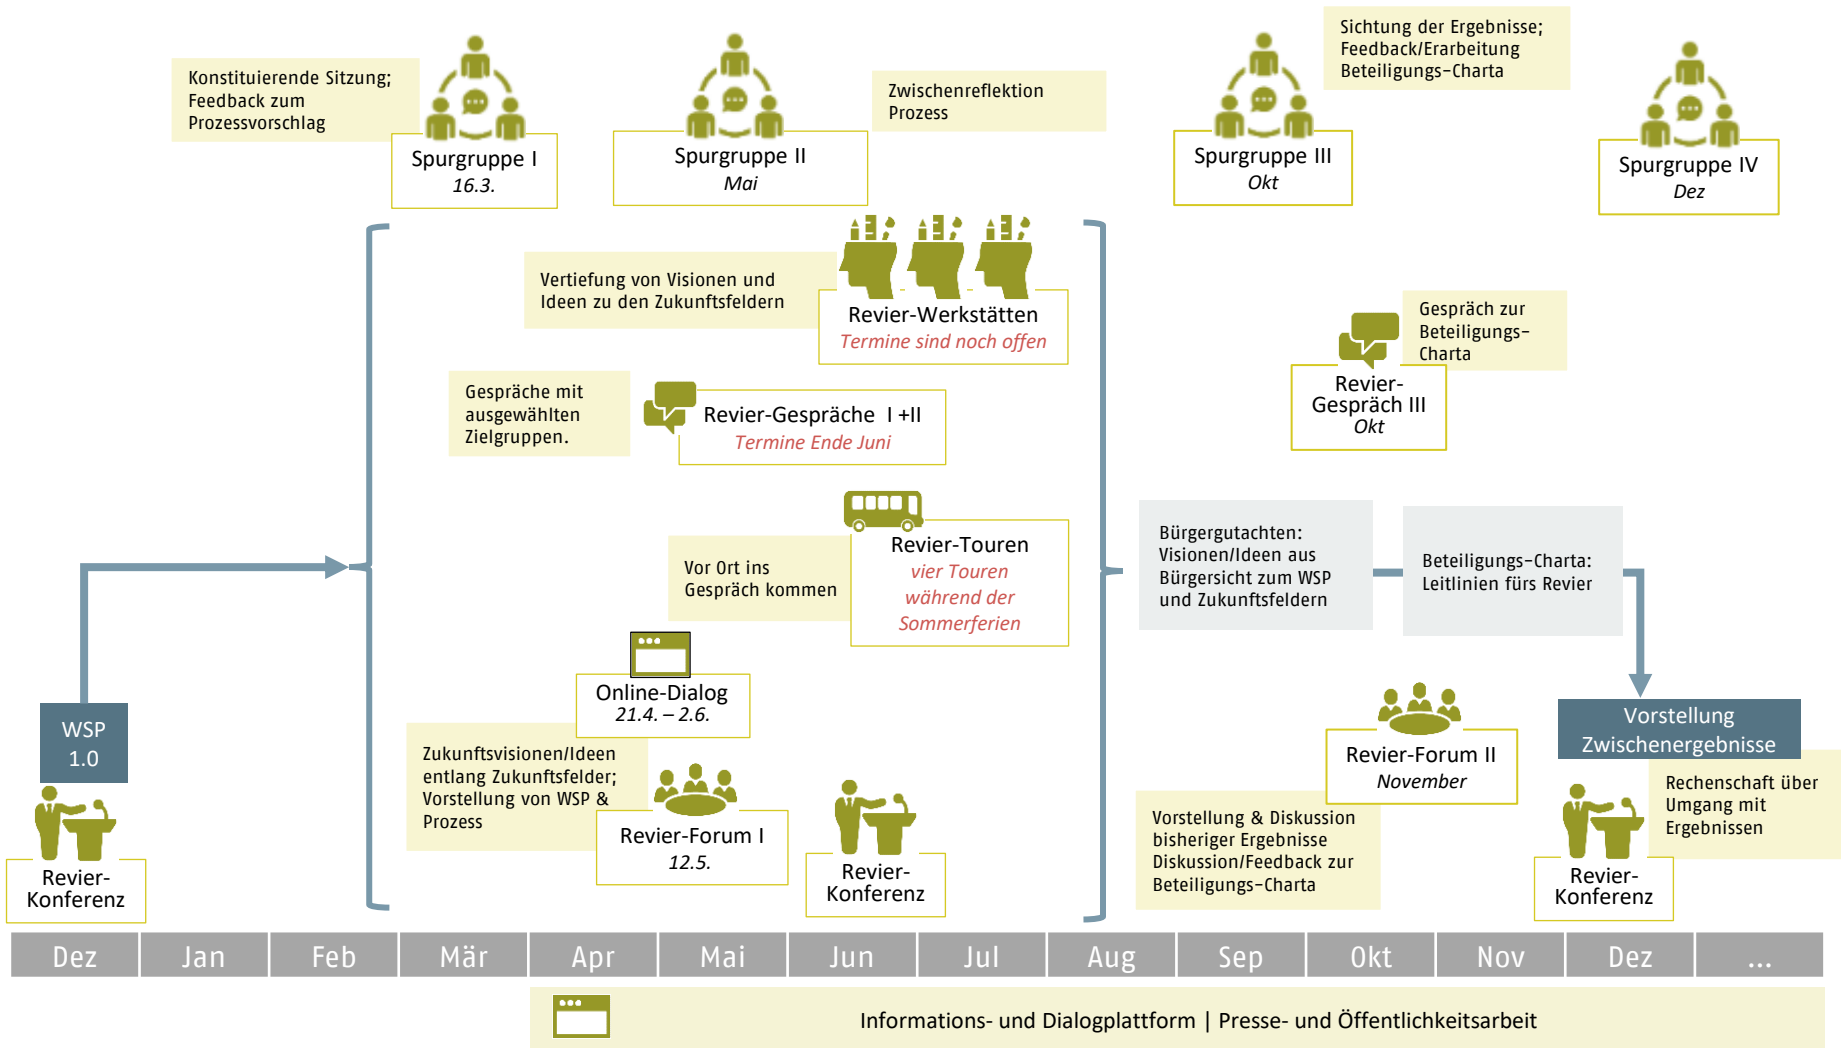 Konstituierende Sitzung;
Feedback zum
Prozessvorschlag
Spurgruppe I
16.3.
Spurgruppe II
Mai
Zwischenreflektion
Prozess
Spurgruppe III
Okt
Sichtung der Ergebnisse;
Feedback/Erarbeitung
Beteiligungs-Charta
Spurgruppe IV
Dez
Vertiefung von Visionen und
Ideen zu den Zukunftsfeldern
Revier-Werkstätten
Termine sind noch offen
Gespräche mit
ausgewählten
Zielgruppen.
Revier-Gespräche I +II
Termine Ende Juni
Vor Ort ins
Gespräch kommen
Revier-Touren
vier Touren
während der
Sommerferien
Online-Dialog
21.4. – 2.6.
Zukunftsvisionen/Ideen
entlang Zukunftsfelder;
Vorstellung von WSP &
Prozess
Revier-Forum I
12.5.
Revier-
Konferenz
WSP
1.0
Revier-
Konferenz
Gespräch zur
Beteiligungs-
Charta
Revier-
Gespräch III
Okt
Bürgergutachten:
Visionen/Ideen aus
Bürgersicht zum WSP
und Zukunftsfeldern
Beteiligungs-Charta:
Leitlinien fürs Revier
Revier-Forum II
November
Vorstellung & Diskussion
bisheriger Ergebnisse
Diskussion/Feedback zur
Beteiligungs-Charta
Vorstellung
Zwischenergebnisse
Rechenschaft über
Umgang mit
Ergebnissen
Revier-
Konferenz
Dez Jan Feb Mär Apr Mai Jun Jul Aug Sep Okt Nov Dez ...
Informations- und Dialogplattform | Presse- und Öffentlichkeitsarbeit